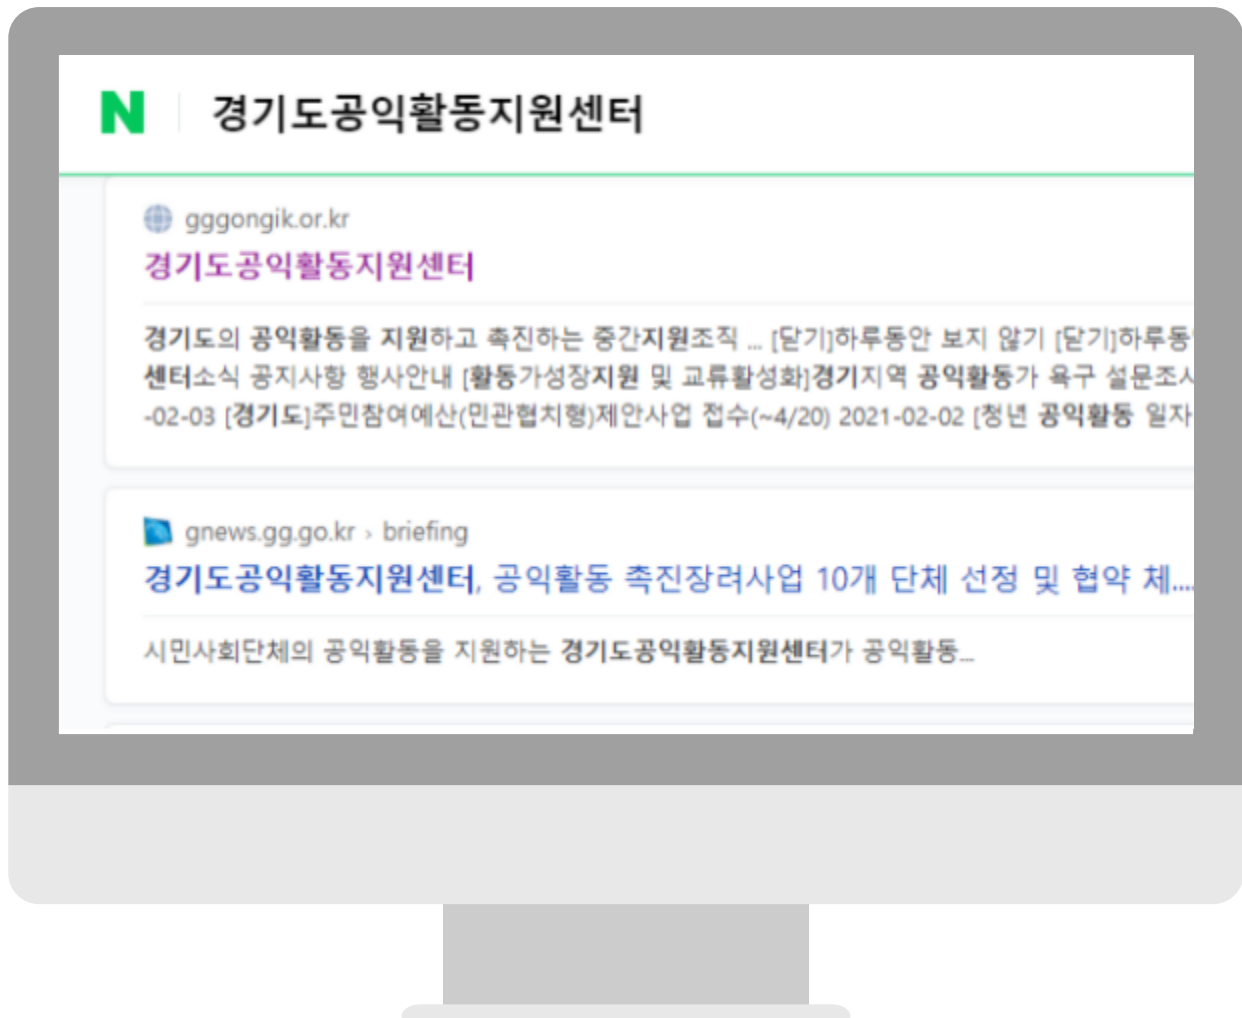 N 경기도공익활동지원센터
gggongik.or.kr
경기도공익활동지원센터
경기도의 공익활동을 지원하고 촉진하는 중간지원조직 ... [닫기]하루동안 보지 않기 [닫기]하루동안
센터소식 공지사항 행사안내 [활동가성장지원 및 교류활성화]경기지역 공익활동가 욕구 설문조사
-02-03 [경기도]주민참여예산(민관협치형)제안사업 접수(~4/20) 2021-02-02 [청년 공익활동 일자
gnews.gg.go.kr › briefing
경기도공익활동지원센터, 공익활동 촉진장려사업 10개 단체 선정 및 협약 체...
시민사회단체의 공익활동을 지원하는 경기도공익활동지원센터가 공익활동...